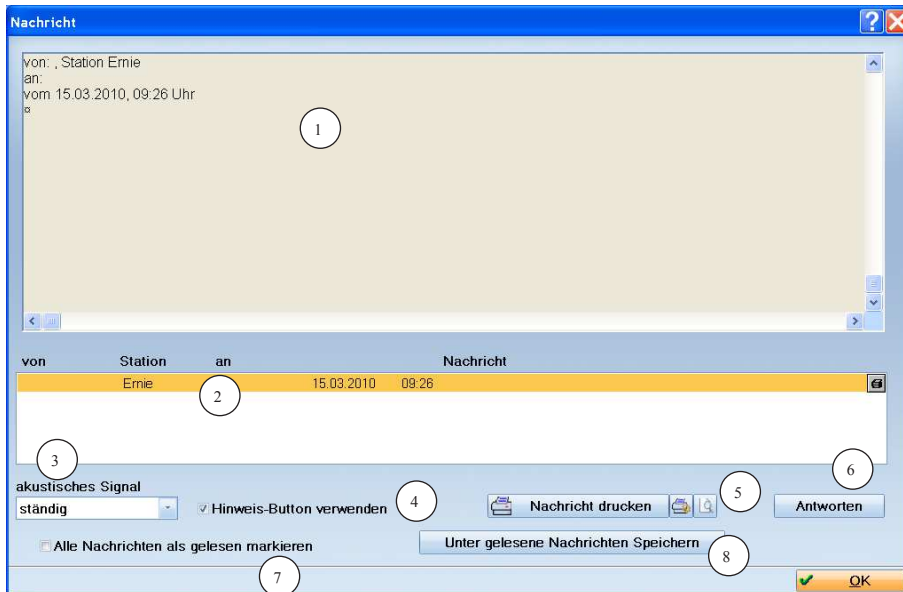 Nachricht
von: , Station Ernie
an:
vom 15.03.2010, 09:26 Uhr
¤
1
von Station an Nachricht
Ernie 15.03.2010 09:26
2
3
akustisches Signal
ständig
Hinweis-Button verwenden
4
Nachricht drucken
5
6
Antworten
Alle Nachrichten als gelesen markieren
7
Unter gelesene Nachrichten Speichern
8
OK